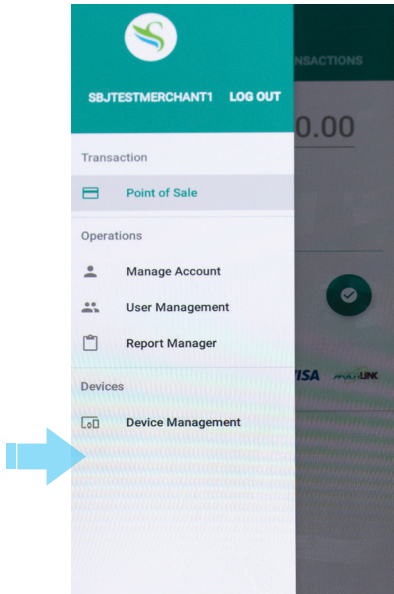 NSACTIONS
SBJTESTMERCHANT1 LOG OUT
0.00
Transaction
Point of Sale
Operations
Manage Account
User Management
Report Manager
VISA
Devices
Device Management